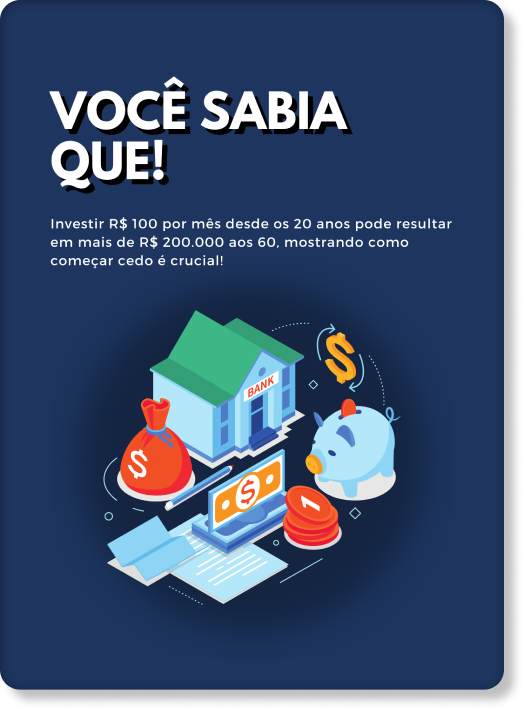 VOCÊ SABIA
QUE!
Investir R$ 100 por mês desde os 20 anos pode resultar
em mais de R$ 200.000 aos 60, mostrando como
começar cedo é crucial!
$
BANK
$
$
1